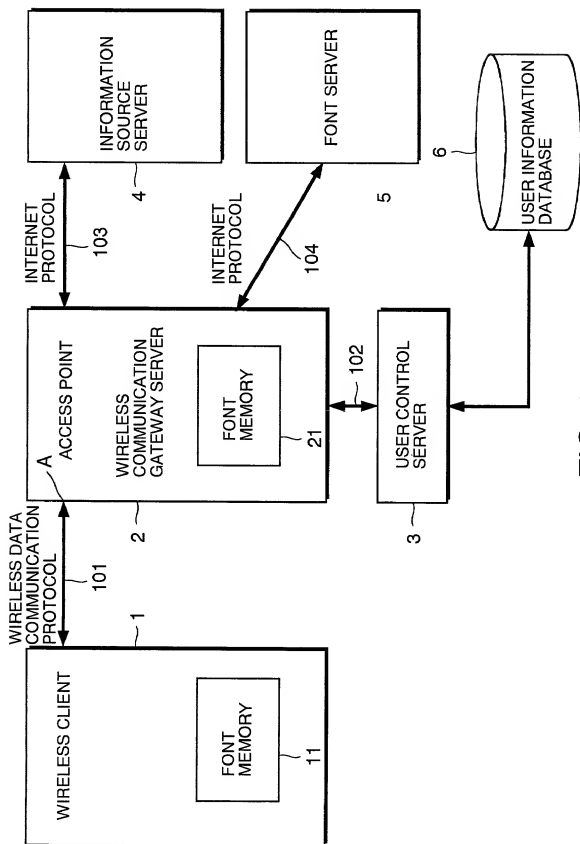 WIRELESS CLIENT
FONT
MEMORY
11
1
WIRELESS DATA
COMMUNICATION
PROTOCOL
101
A
ACCESS POINT
WIRELESS
COMMUNICATION
GATEWAY SERVER
FONT
MEMORY
21
2
102
USER CONTROL
SERVER
3
INTERNET
PROTOCOL
103
INTERNET
PROTOCOL
104
INFORMATION
SOURCE
SERVER
4
FONT SERVER
5
6
USER INFORMATION
DATABASE